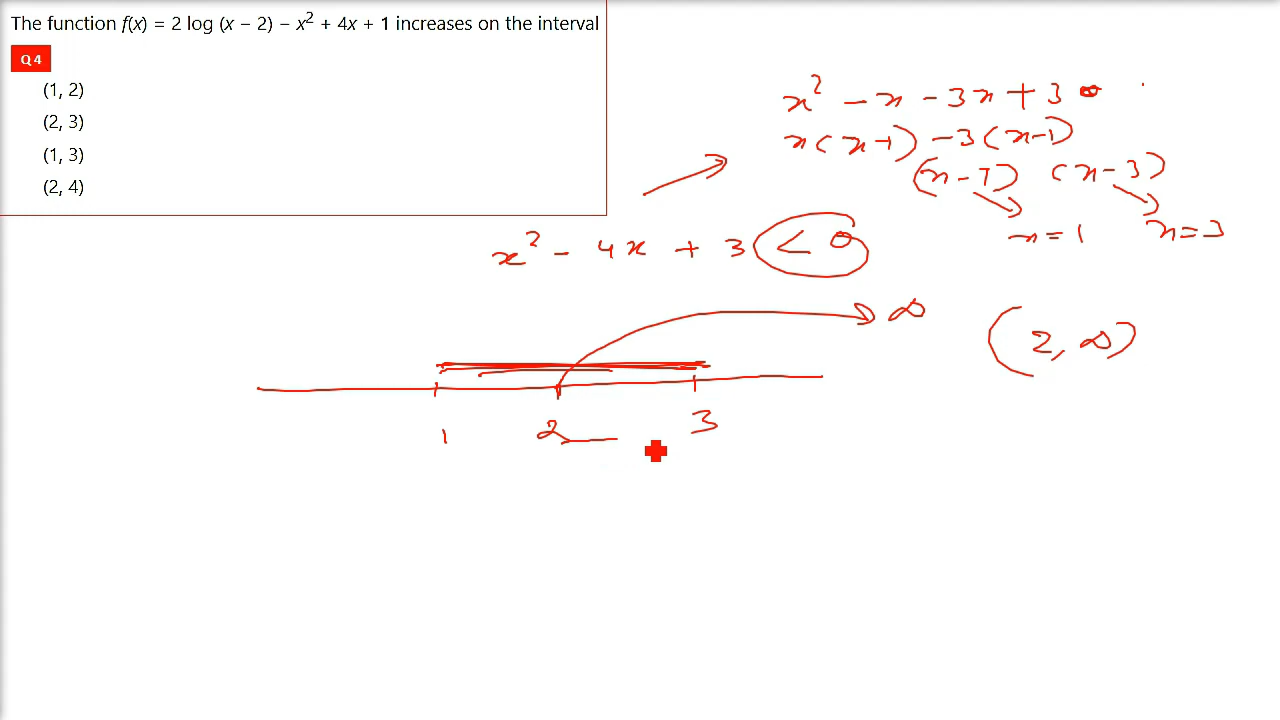 The function f(x) = 2 log (x − 2) − x² + 4x + 1 increases on the interval
Q 4
(1, 2)
(2, 3)
(1, 3)
(2, 4)
x² − x − 3x + 3
x(x−1) −3(x−1)
(x−1) (x−3)
x=1 x=3
x² − 4x + 3 < 0
∞
(2, ∞)
1 2 3